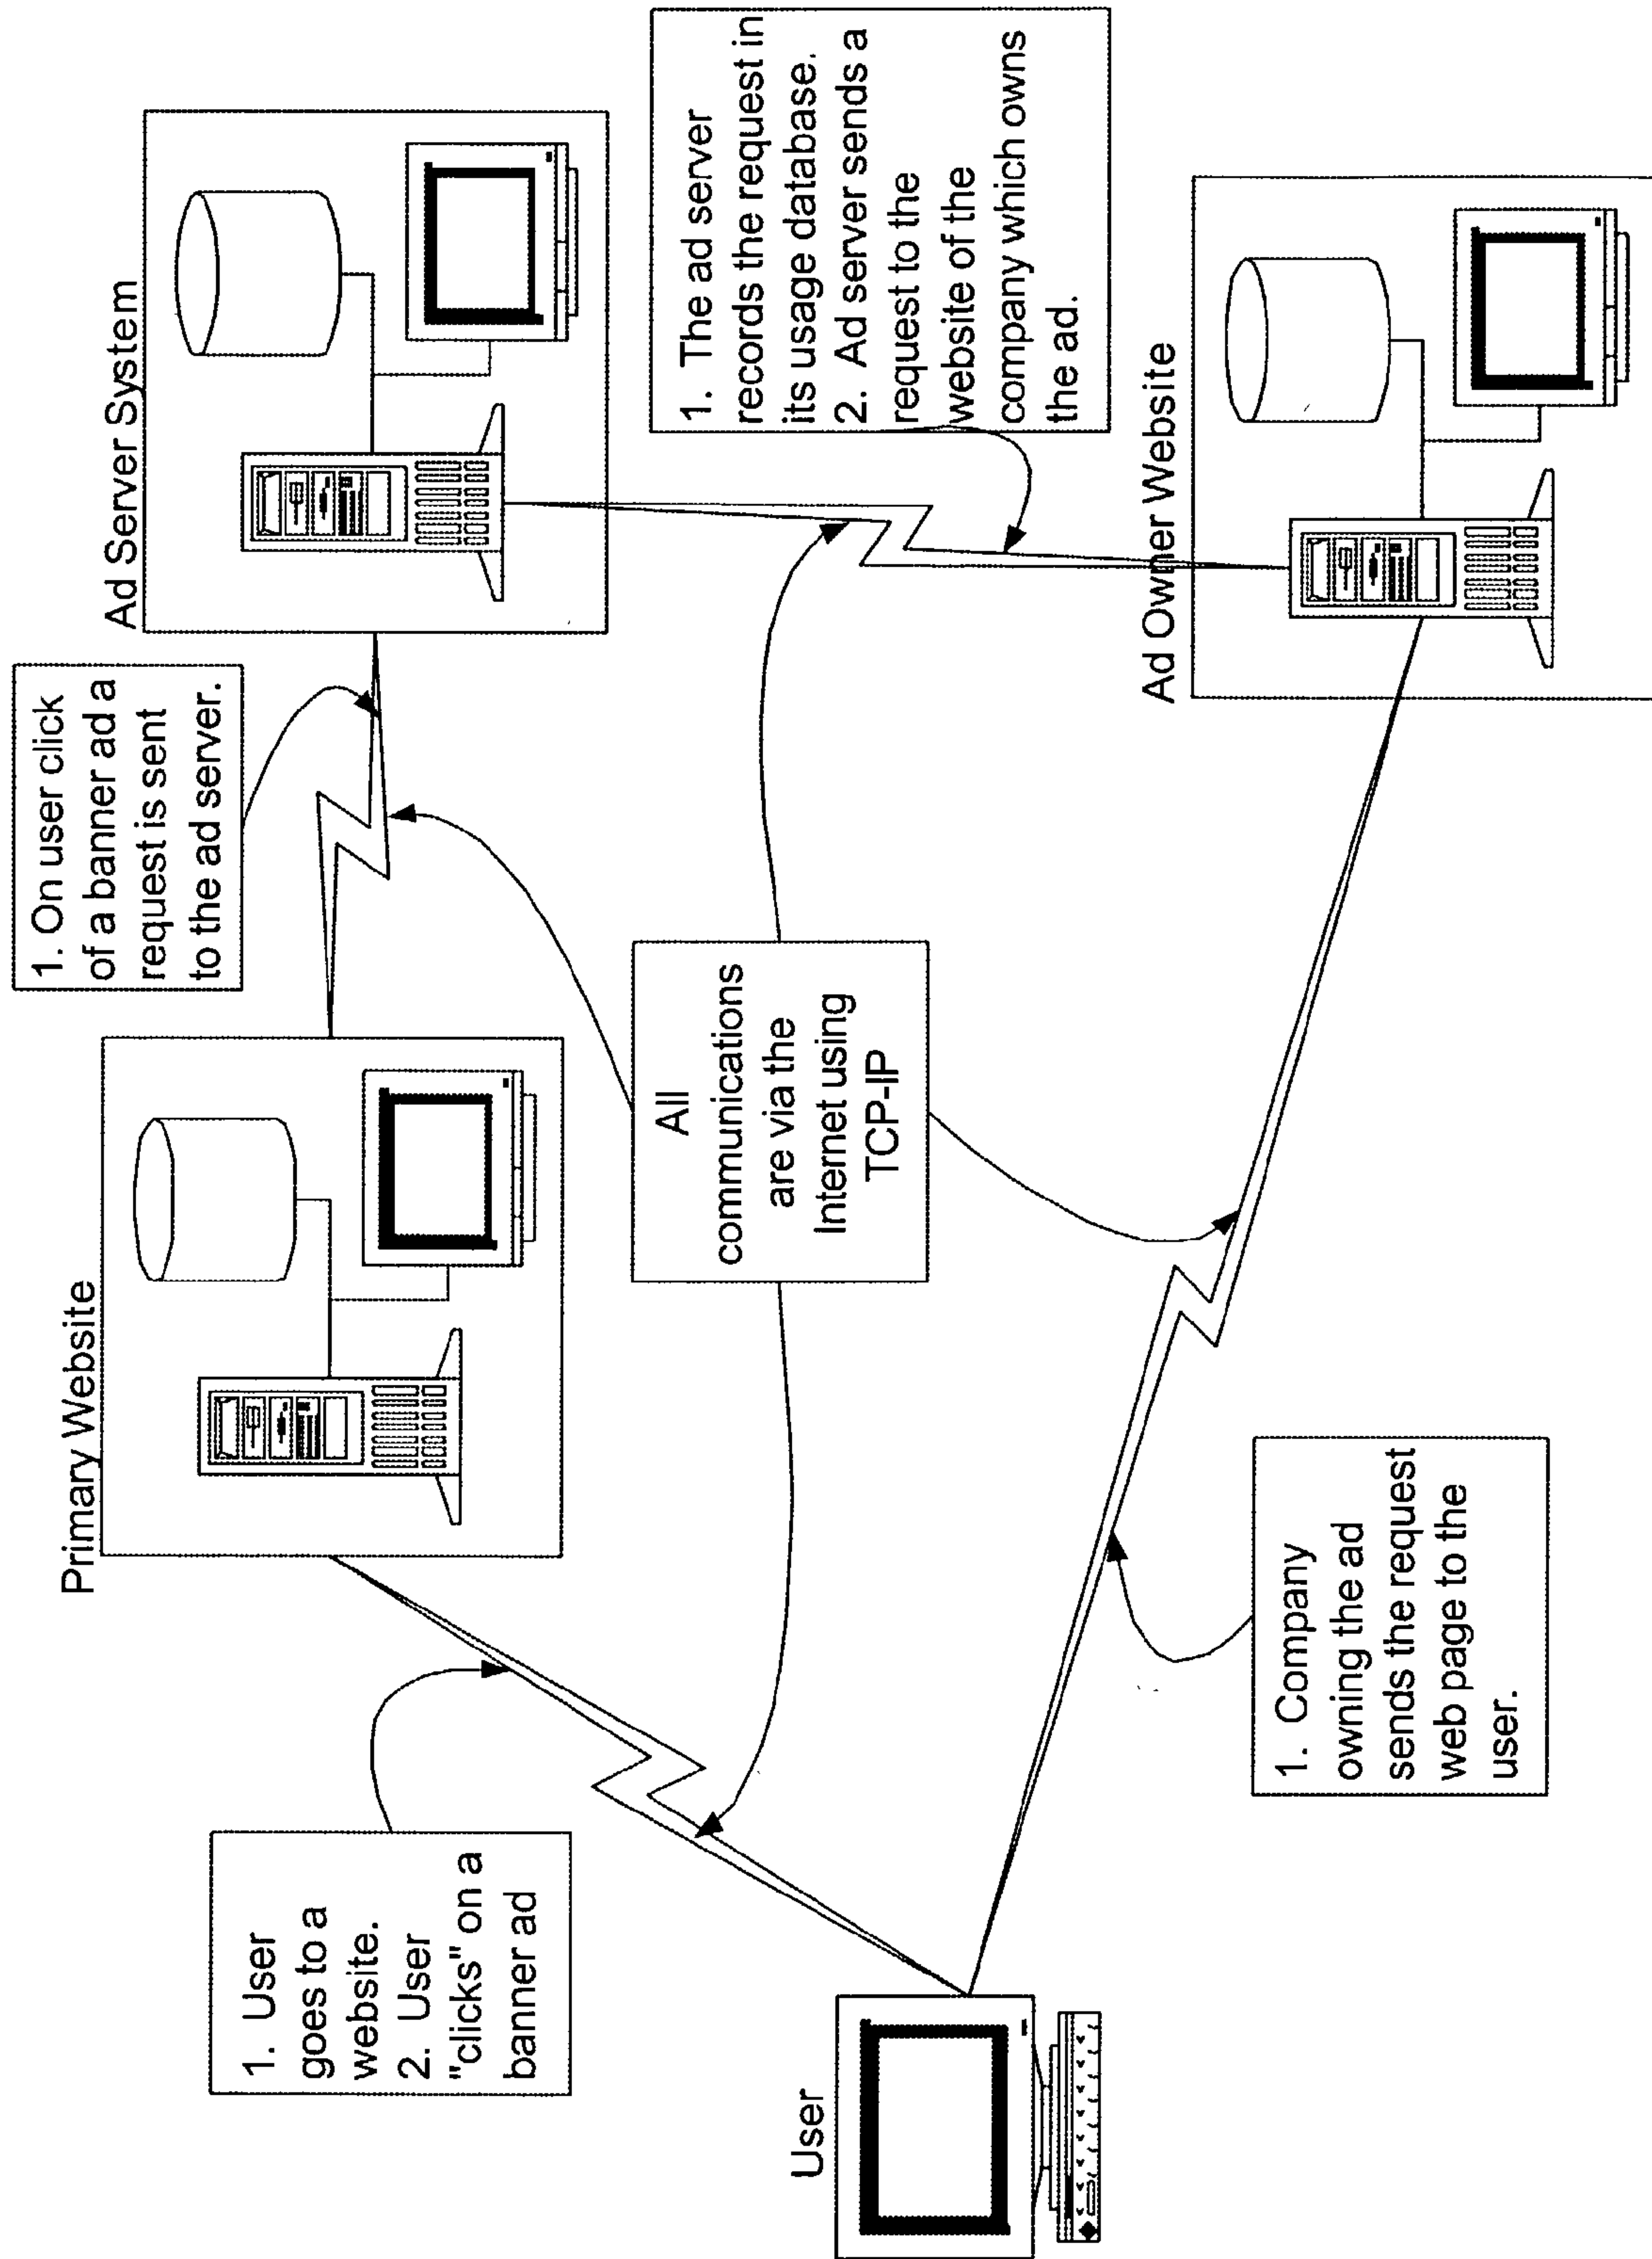 Primary Website
Ad Server System
1. On user click
of a banner ad a
request is sent
to the ad server.
1. User
goes to a
website.
2. User
"clicks" on a
banner ad
All
communications
are via the
Internet using
TCP-IP
1. The ad server
records the request in
its usage database.
2. Ad server sends a
request to the
website of the
company which owns
the ad.
User
Ad Owner Website
1. Company
owning the ad
sends the request
web page to the
user.